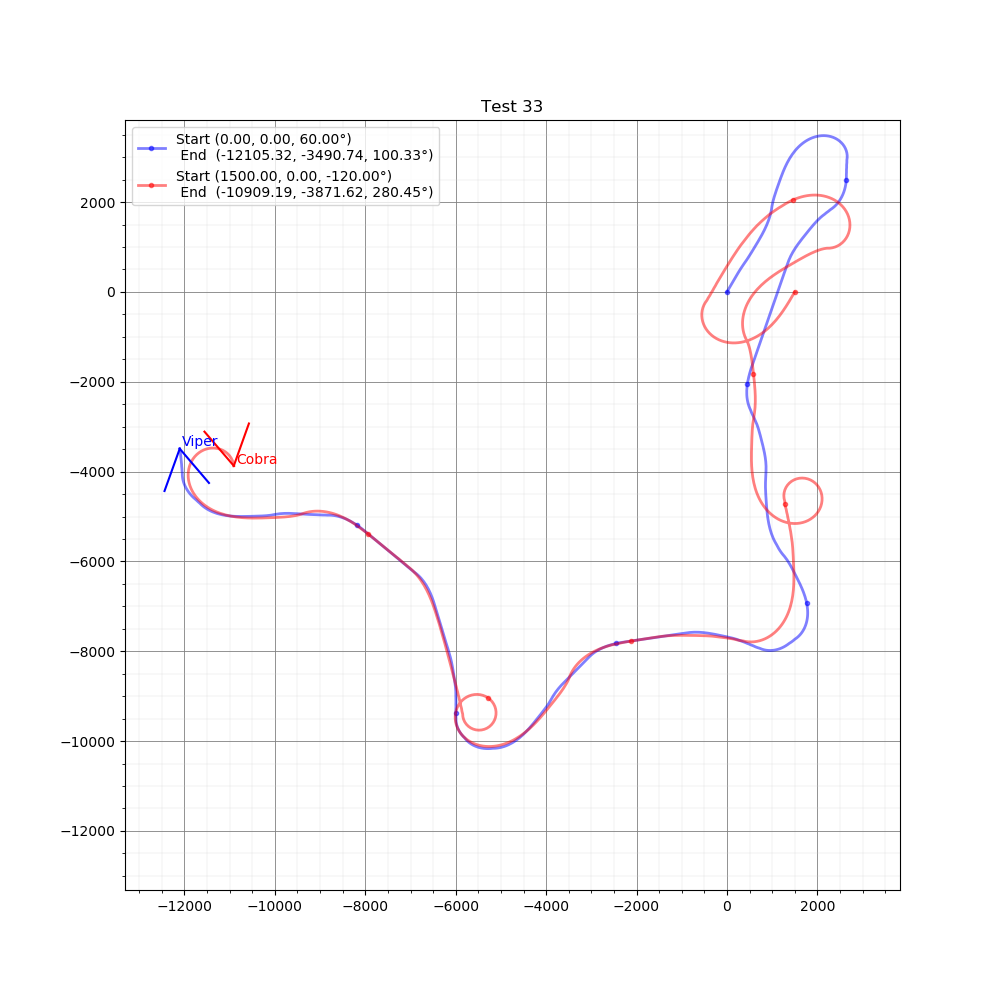 Test 33
Start (0.00, 0.00, 60.00°)
End (-12105.32, -3490.74, 100.33°)
Start (1500.00, 0.00, -120.00°)
End (-10909.19, -3871.62, 280.45°)
2000
0
−2000
−4000
−6000
−8000
−10000
−12000
Viper
Cobra
−12000 −10000 −8000 −6000 −4000 −2000 0 2000